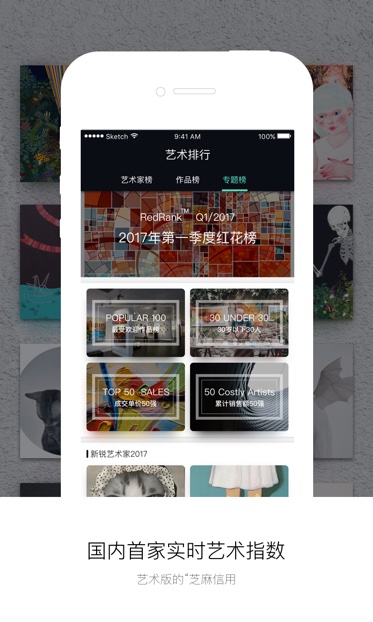 Sketch 9:41 AM 100%
艺术排行
艺术家榜 作品榜 专题榜
RedRank™ Q1/2017
2017年第一季度红花榜
POPULAR 100
最受欢迎作品榜
30 UNDER 30
30岁以下30人
TOP 50 SALES
成交单价50强
50 Costly Artists
累计销售额50强
新锐艺术家2017
国内首家实时艺术指数
艺术版的“芝麻信用